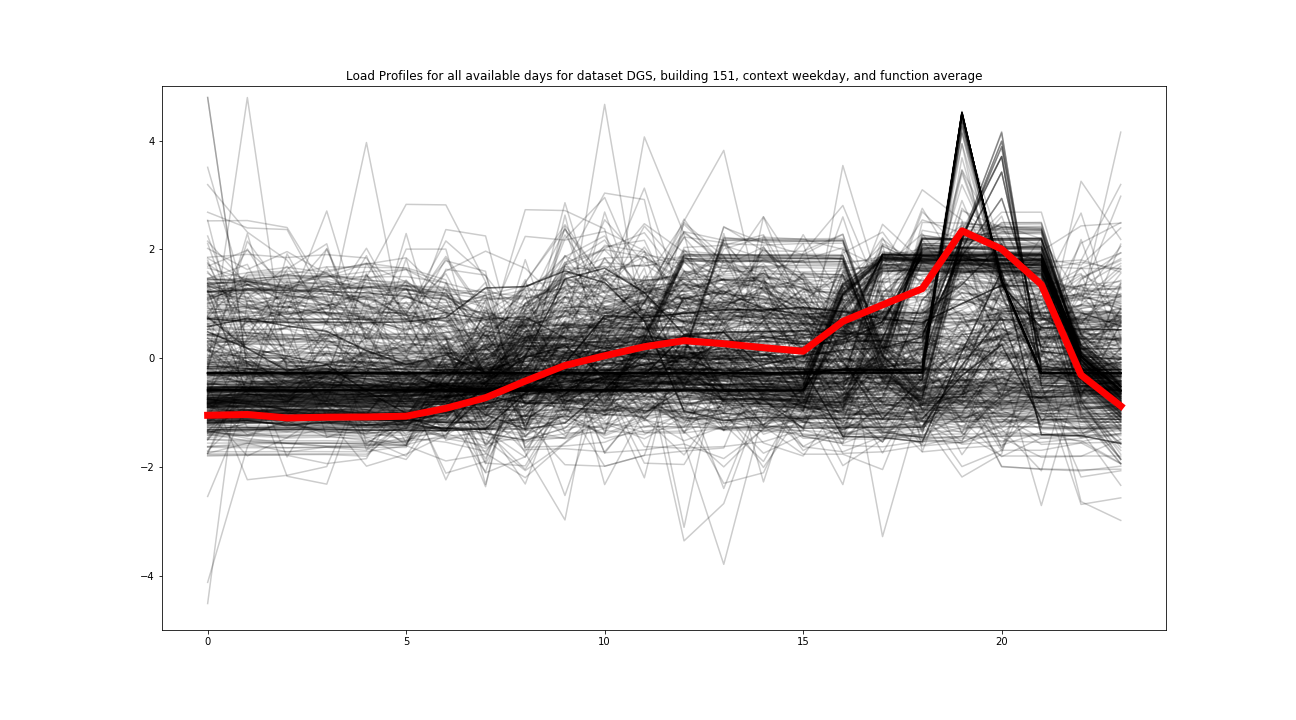 Load Profiles for all available days for dataset DGS, building 151, context weekday, and function average
4
2
0
−2
−4
0 5 10 15 20